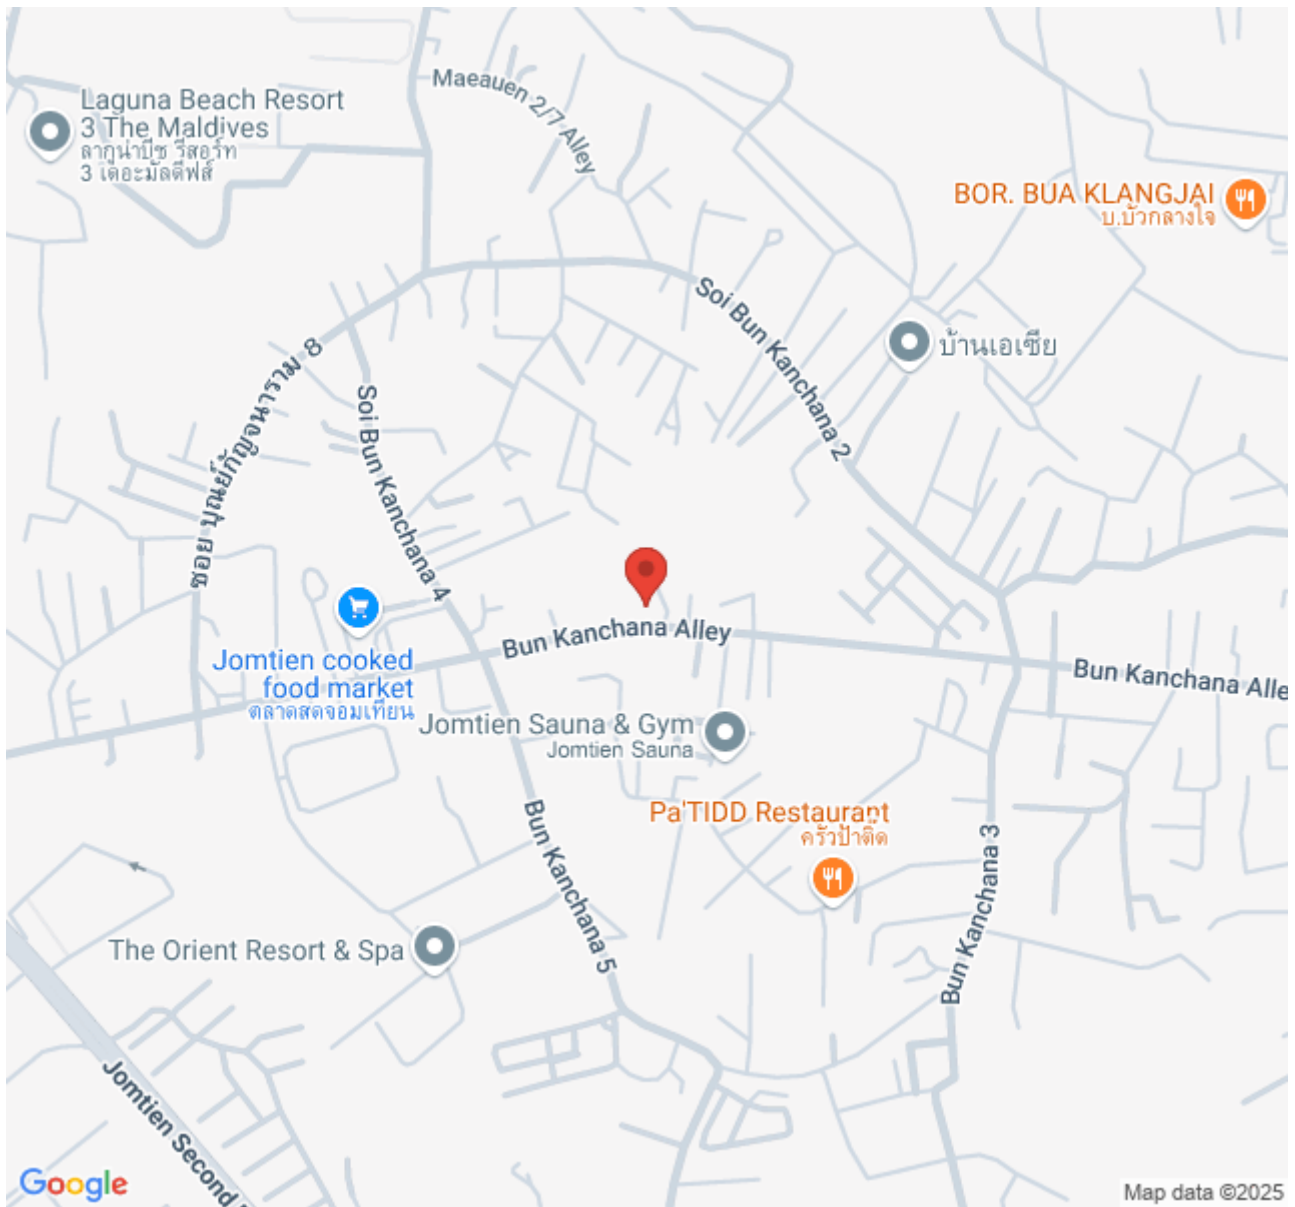 Maeauen 2/7 Alley
Laguna Beach Resort
3 The Maldives
ลากูน่าบีช รีสอร์ท
3 เดอะมัลดีฟส์
BOR. BUA KLANGJAI
บ.บัวกลางใจ
Soi Bun Kanchana 2
บ้านเอเชีย
ซอย บุณย์กัญจนาราม 8
Soi Bun Kanchana 4
Bun Kanchana Alley
Jomtien cooked
food market
ตลาดสดจอมเทียน
Bun Kanchana Alle
Jomtien Sauna & Gym
Jomtien Sauna
Pa'TIDD Restaurant
ครัวป้าติ๊ด
Bun Kanchana 5
Bun Kanchana 3
The Orient Resort & Spa
Jomtien Second
Google
Map data ©2025